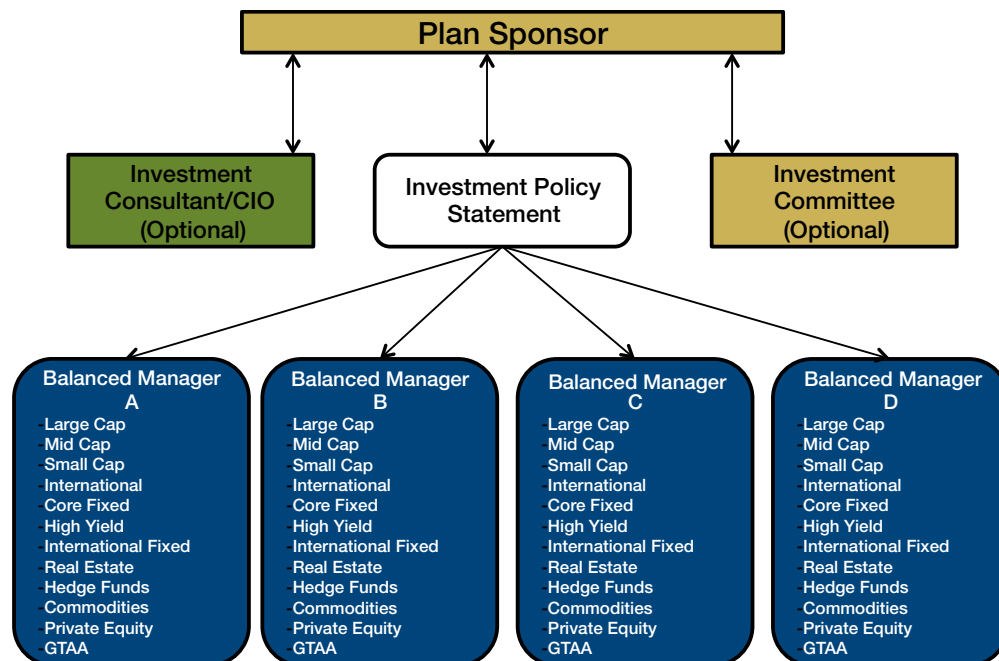 Plan Sponsor
Investment
Consultant/CIO
(Optional)
Investment Policy
Statement
Investment
Committee
(Optional)
Balanced Manager
A
-Large Cap
-Mid Cap
-Small Cap
-International
-Core Fixed
-High Yield
-International Fixed
-Real Estate
-Hedge Funds
-Commodities
-Private Equity
-GTAA
Balanced Manager
B
-Large Cap
-Mid Cap
-Small Cap
-International
-Core Fixed
-High Yield
-International Fixed
-Real Estate
-Hedge Funds
-Commodities
-Private Equity
-GTAA
Balanced Manager
C
-Large Cap
-Mid Cap
-Small Cap
-International
-Core Fixed
-High Yield
-International Fixed
-Real Estate
-Hedge Funds
-Commodities
-Private Equity
-GTAA
Balanced Manager
D
-Large Cap
-Mid Cap
-Small Cap
-International
-Core Fixed
-High Yield
-International Fixed
-Real Estate
-Hedge Funds
-Commodities
-Private Equity
-GTAA